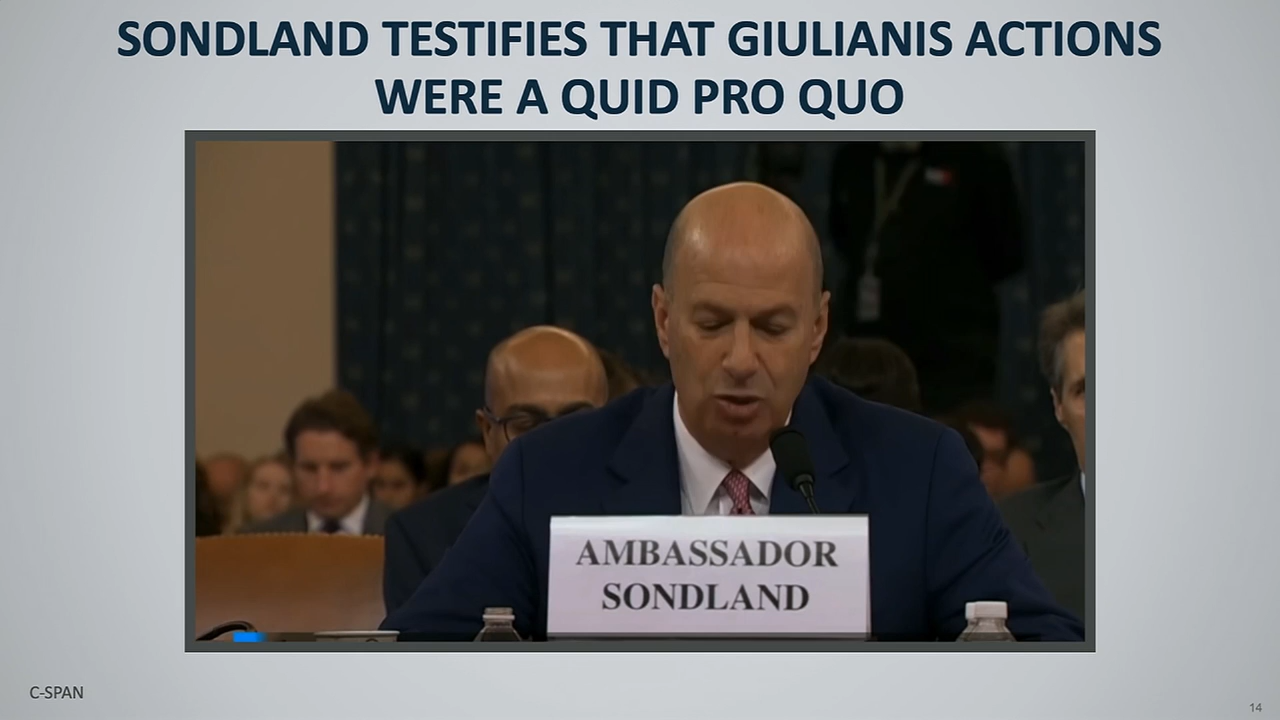 SONDLAND TESTIFIES THAT GIULIANIS ACTIONS
WERE A QUID PRO QUO
AMBASSADOR
SONDLAND
C-SPAN
14